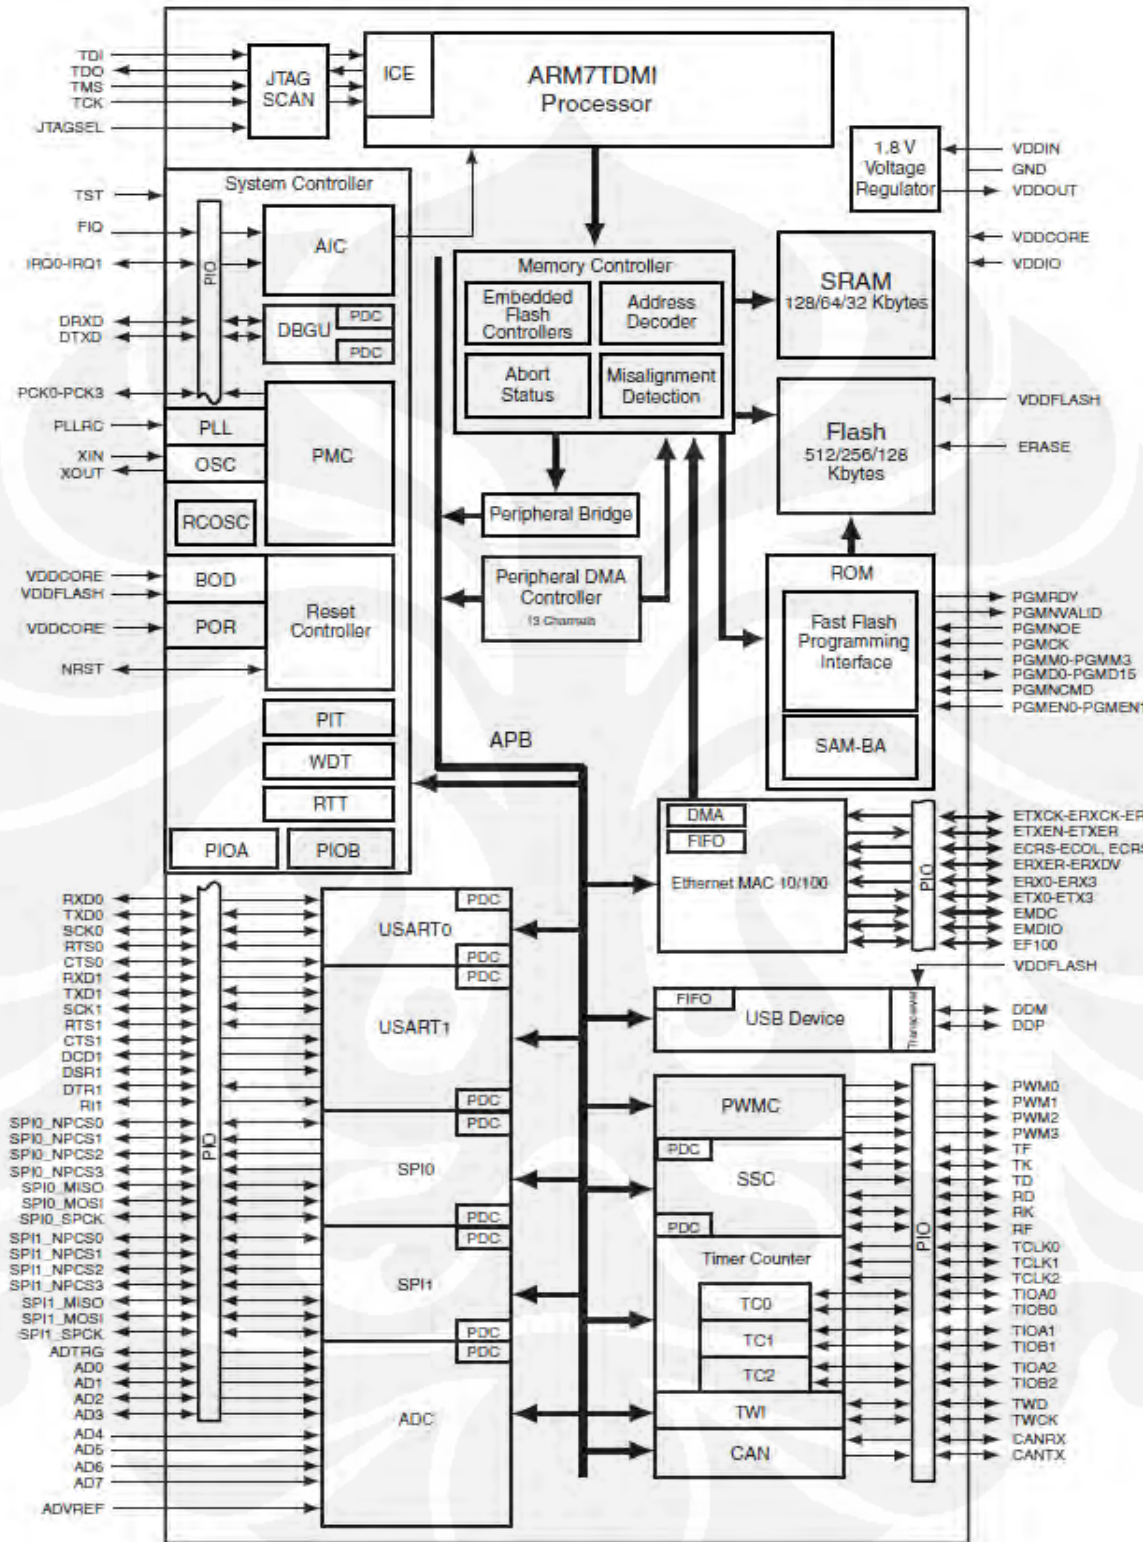 TDI
TDO
TMS
TCK
JTAGSEL
JTAG
SCAN
ICE
ARM7TDMI
Processor
1.8 V
Voltage
Regulator
VDDIN
GND
VDDOUT
VDDCORE
VDDIO
System Controller
TST
FIQ
IRQ0-IRQ1
PIO
AIC
DRXD
DTXD
DBGU
PDC
PDC
PCK0-PCK3
PLLRC
PLL
XIN
XOUT
OSC
RCOSC
PMC
VDDCORE
VDDFLASH
BOD
VDDCORE
POR
Reset
Controller
NRST
PIT
WDT
RTT
PIOA
PIOB
Memory Controller
Embedded
Flash
Controllers
Address
Decoder
Abort
Status
Misalignment
Detection
SRAM
128/64/32 Kbytes
Flash
512/256/128
Kbytes
VDDFLASH
ERASE
Peripheral Bridge
Peripheral DMA
Controller
13 Channels
ROM
Fast Flash
Programming
Interface
SAM-BA
PGMRDY
PGMNVALID
PGMNOE
PGMCK
PGMM0-PGMM3
PGMD0-PGMD15
PGMNCMD
PGMEN0-PGMEN1
APB
DMA
FIFO
Ethernet MAC 10/100
PIO
ETXCK-ERXCK-ER
ETXEN-ETXER
ECRS-ECOL, ECRS
ERXER-ERXDV
ERX0-ERX3
ETX0-ETX3
EMDC
EMDIO
EF100
VDDFLASH
FIFO
USB Device
Transceiver
DDM
DDP
RXD0
TXD0
SCK0
RTS0
CTS0
RXD1
TXD1
SCK1
RTS1
CTS1
DCD1
DSR1
DTR1
RI1
SPI0_NPCS0
SPI0_NPCS1
SPI0_NPCS2
SPI0_NPCS3
SPI0_MISO
SPI0_MOSI
SPI0_SPCK
SPI1_NPCS0
SPI1_NPCS1
SPI1_NPCS2
SPI1_NPCS3
SPI1_MISO
SPI1_MOSI
SPI1_SPCK
ADTRG
AD0
AD1
AD2
AD3
AD4
AD5
AD6
AD7
ADVREF
PIO
PDC
USART0
PDC
PDC
USART1
PDC
PDC
SPI0
PDC
PDC
SPI1
PDC
PDC
ADC
PWMC
PDC
SSC
PDC
Timer Counter
TC0
TC1
TC2
TWI
CAN
PIO
PWM0
PWM1
PWM2
PWM3
TF
TK
TD
RD
RK
RF
TCLK0
TCLK1
TCLK2
TIOA0
TIOB0
TIOA1
TIOB1
TIOA2
TIOB2
TWD
TWCK
CANRX
CANTX